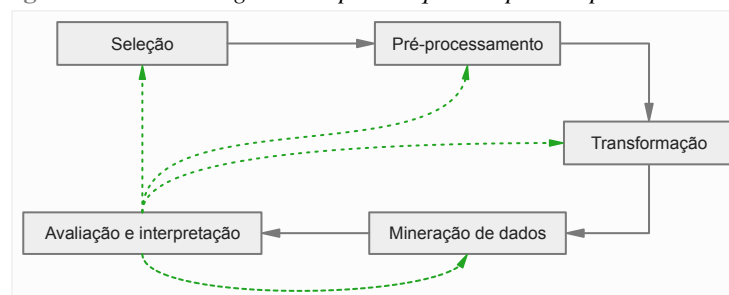 Seleção
Pré-processamento
Transformação
Avaliação e interpretação
Mineração de dados